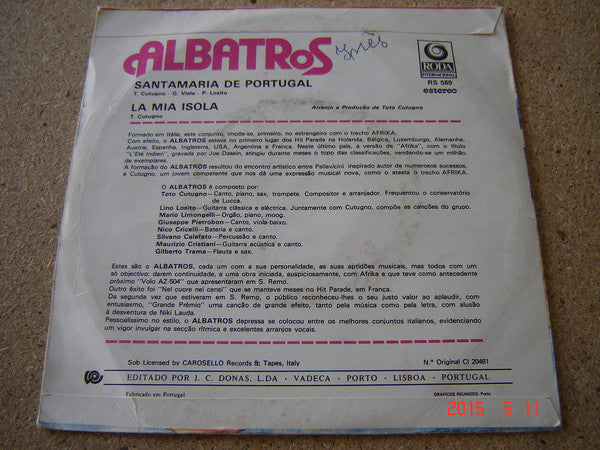 ALBATROS
Inês
RODA
INTERNACIONAL
RS 569
estereo
SANTAMARIA DE PORTUGAL
T. Cutugno - G. Viale - P. Losito
LA MIA ISOLA
T. Cutugno
Arranjo e Produção de Toto Cutugno
Formado em Itália, este conjunto, impôs-se, primeiro, no estrangeiro com o trecho AFRIKA.
Com efeito, o ALBATROS esteve no primeiro lugar dos Hit Parade na Holanda, Bélgica, Luxemburgo, Alemanha,
Austria, Espanha, Inglaterra, USA, Argentina e Franca. Neste último país, a versão de "Afrika", com o título
"L'Eté Indien", gravada por Joe Dassin, atingiu e liderou durante meses o topo das classificações, vendendo-se um milhão
de exemplares.
A formação do ALBATROS resultou do encontro artístico entre Pallavicini inspirado autor de numerosos sucessos,
e Cutugno, um jovem competente que nos dá uma expressão musical nova, como o atesta o trecho AFRIKA.
O ALBATROS é composto por:
Toto Cutugno—Canto, piano, sax, trompete. Compositor e arranjador. Frequentou o conservatório
de Lucca.
Lino Losito—Guitarra clássica e eléctrica. Juntamente com Cutugno, compõe as canções do grupo.
Mario Limongelli—Orgão, piano, moog.
Giuseppe Pietrobon—Canto, viola-baixo.
Nico Cricelli—Bateria e canto.
Silvano Calafato—Percussão e canto.
Maurizio Cristiani—Guitarra acústica e canto.
Gilberto Trama—Flauta e sax.
Estes são o ALBATROS, cada um com a sua personalidade, as suas aptidões musicais, mas todos com um
só objectivo: darem continuidade, a uma obra iniciada, auspiciosamente, com Afrika e que teve como antecedente
próximo "Volo AZ-504" que apresentaram em S. Remo.
Outro êxito foi "Nel cuore nei censi" que se manteve meses no Hit Parade, em França.
Da segunda vez que estiveram em S. Remo, o público reconheceu-lhes o seu justo valor ao aplaudir, com
entusiasmo, "Grande Prémio" uma canção de grande efeito, tanto pela música como pela letra, com alusão
à desventura de Niki Lauda.
Pessoalíssimo no estilo, o ALBATROS depressa se colocou entre os melhores conjuntos italianos, evidenciando
um vigor invulgar na secção rítmica e excelentes arranjos vocais.
Sob Licensed by CAROSELLO Records & Tapes, Italy
N.º Original CI 20461
EDITADO POR J. C. DONAS, L.DA · VADECA · PORTO · LISBOA · PORTUGAL
Fabricado em Portugal
GRÁFICOS REUNIDOS-Porto
2015 5 11